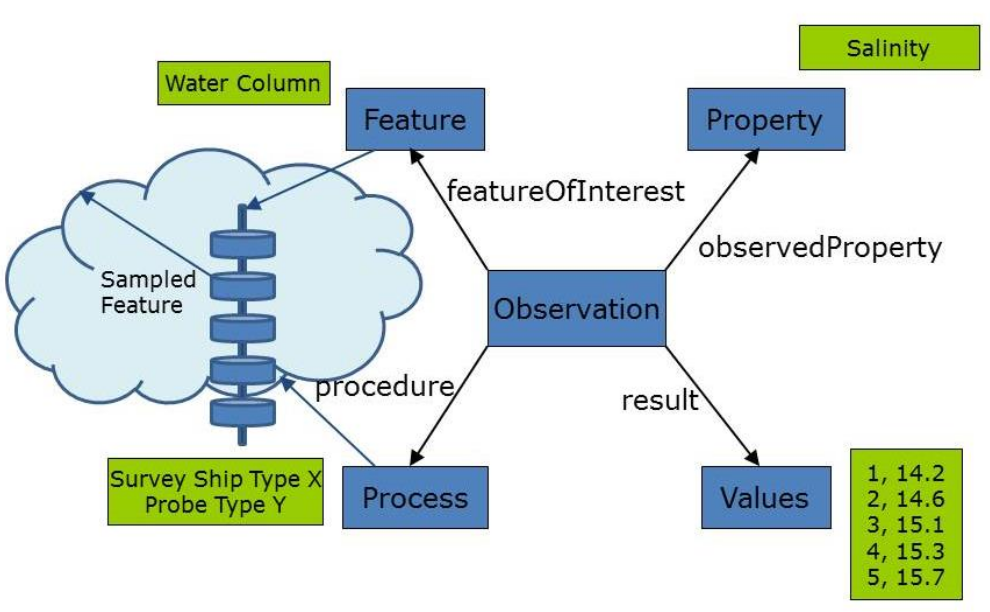 Salinity
Water Column
Feature
Property
featureOfInterest
observedProperty
Sampled
Feature
Observation
procedure
result
Survey Ship Type X
Probe Type Y
Process
Values
1, 14.2
2, 14.6
3, 15.1
4, 15.3
5, 15.7